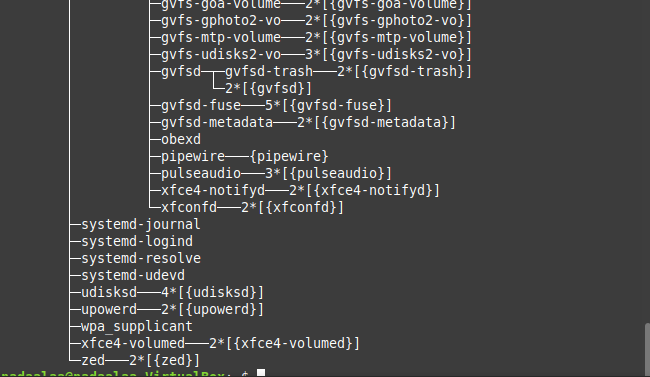 ├─gvfs-goa-volume───2*[{gvfs-goa-volume}]
├─gvfs-gphoto2-vo───2*[{gvfs-gphoto2-vo}]
├─gvfs-mtp-volume───2*[{gvfs-mtp-volume}]
├─gvfs-udisks2-vo───3*[{gvfs-udisks2-vo}]
├─gvfsd─┬─gvfsd-trash───2*[{gvfsd-trash}]
└─2*[{gvfsd}]
├─gvfsd-fuse───5*[{gvfsd-fuse}]
├─gvfsd-metadata───2*[{gvfsd-metadata}]
├─obexd
├─pipewire───{pipewire}
├─pulseaudio───3*[{pulseaudio}]
├─xfce4-notifyd───2*[{xfce4-notifyd}]
└─xfconfd───2*[{xfconfd}]
├─systemd-journal
├─systemd-logind
├─systemd-resolve
├─systemd-udevd
├─udisksd───4*[{udisksd}]
├─upowerd───2*[{upowerd}]
├─wpa_supplicant
├─xfce4-volumed───2*[{xfce4-volumed}]
└─zed───2*[{zed}]